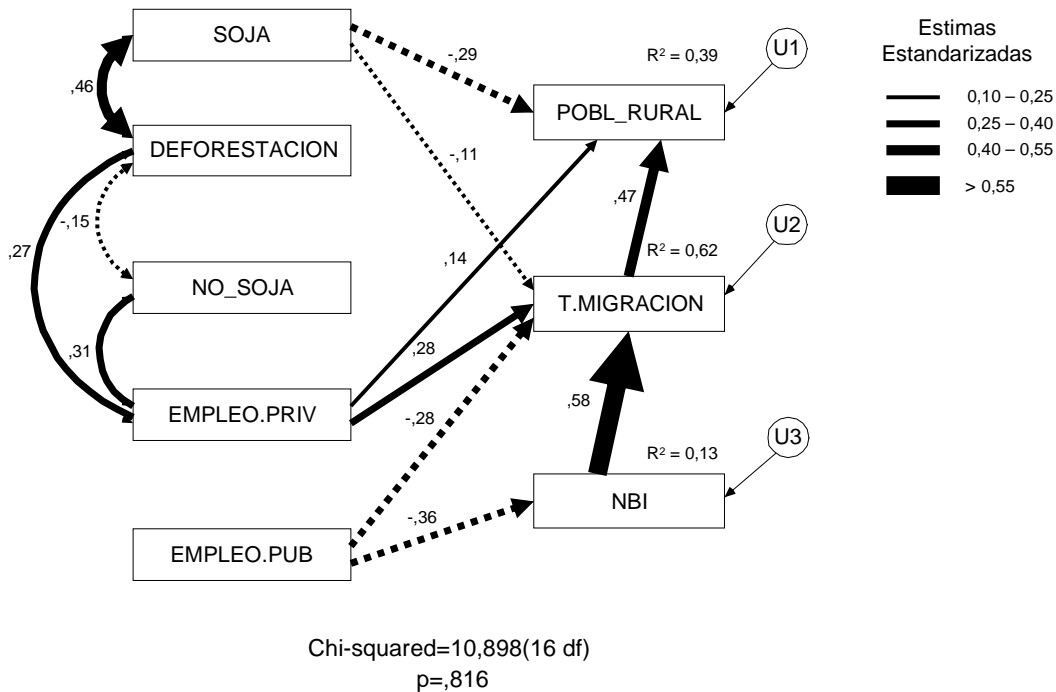 SOJA
DEFORESTACION
NO_SOJA
EMPLEO.PRIV
EMPLEO.PUB
,46
,27
-,15
,31
-,29
-,11
,14
,28
-,28
-,36
,47
,58
R² = 0,39
U1
POBL_RURAL
R² = 0,62
U2
T.MIGRACION
R² = 0,13
U3
NBI
Estimas
Estandarizadas
0,10 – 0,25
0,25 – 0,40
0,40 – 0,55
> 0,55
Chi-squared=10,898(16 df)
p=,816